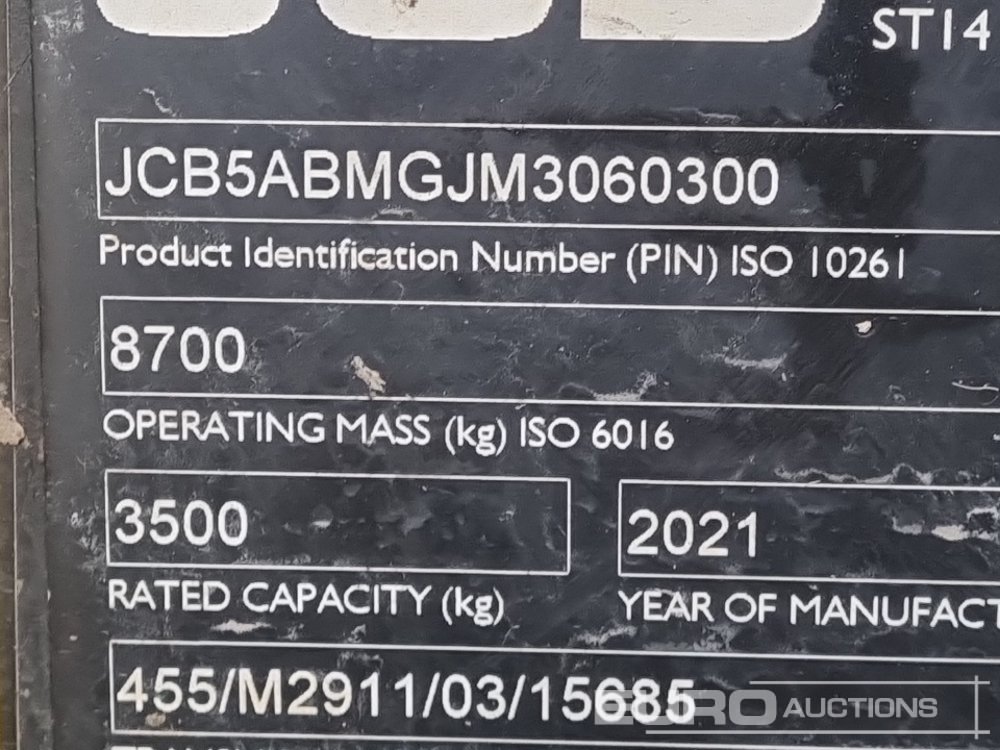 ST14
JCB5ABMGJM3060300
Product Identification Number (PIN) ISO 10261
8700
OPERATING MASS (kg) ISO 6016
3500 2021
RATED CAPACITY (kg) YEAR OF MANUFACT
455/M2911/03/15685
EURO AUCTIONS